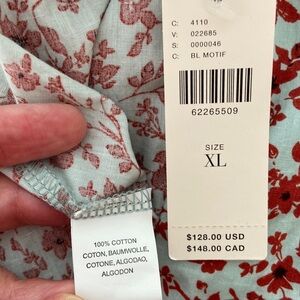 C: 4110
V: 022685
S: 0000046
C: BL MOTIF
62265509
SIZE
XL
$128.00 USD
$148.00 CAD
100% COTTON
COTON, BAUMWOLLE,
COTONE, ALGODAO,
ALGODON